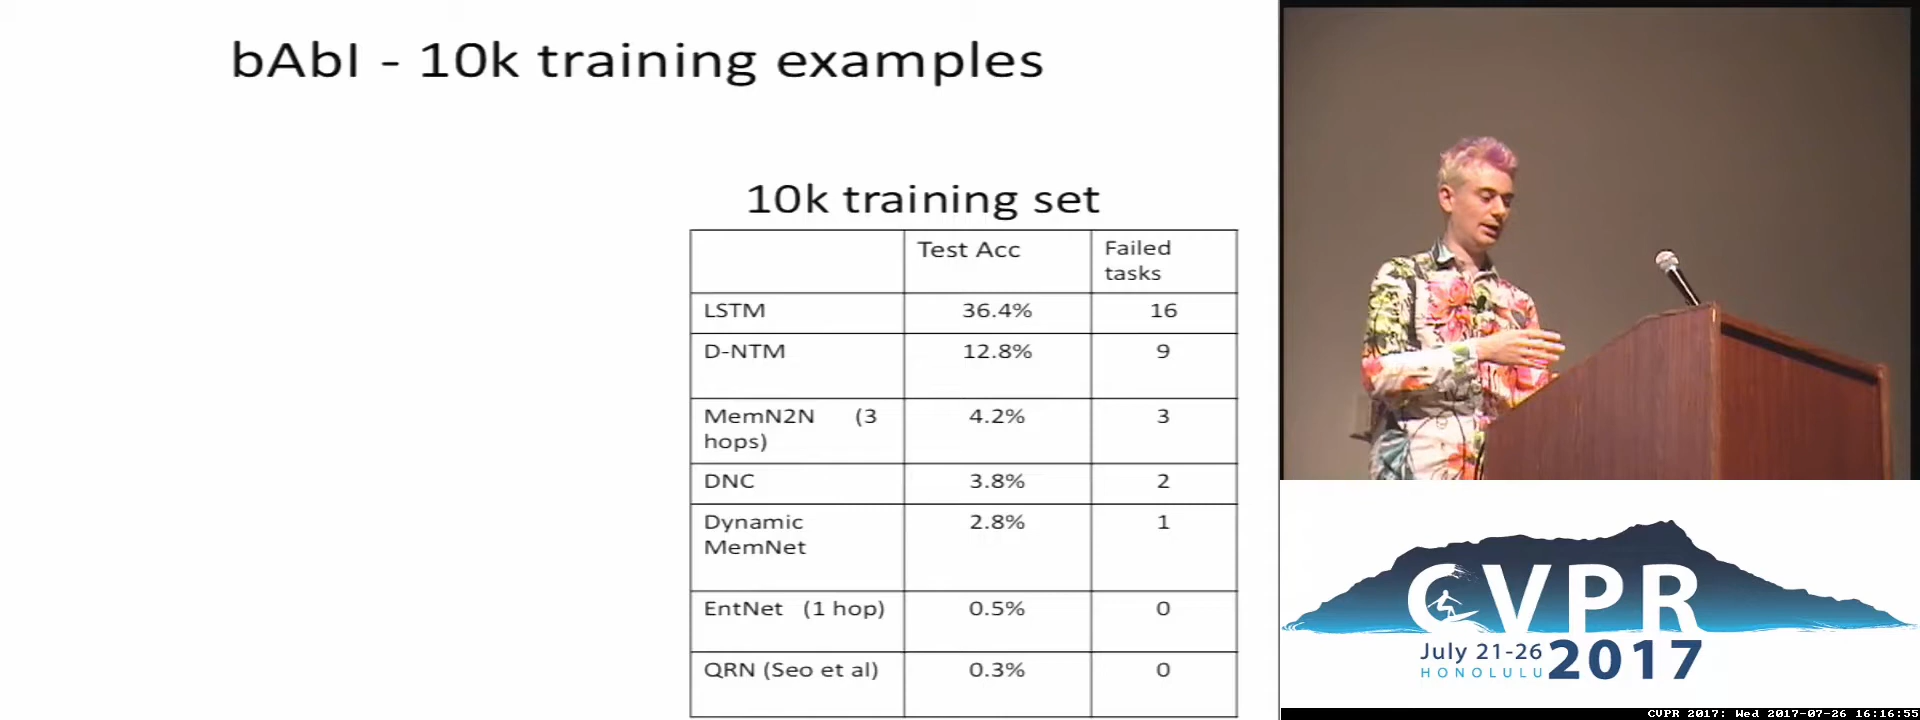 bAbI - 10k training examples
10k training set
Test Acc
Failed
tasks
LSTM 36.4% 16
D-NTM 12.8% 9
MemN2N (3
hops)
4.2% 3
DNC 3.8% 2
Dynamic
MemNet
2.8% 1
EntNet (1 hop) 0.5% 0
QRN (Seo et al) 0.3% 0
CVPR
July 21-26
HONOLULU
2017
CVPR 2017: Wed 2017-07-26 16:16:55